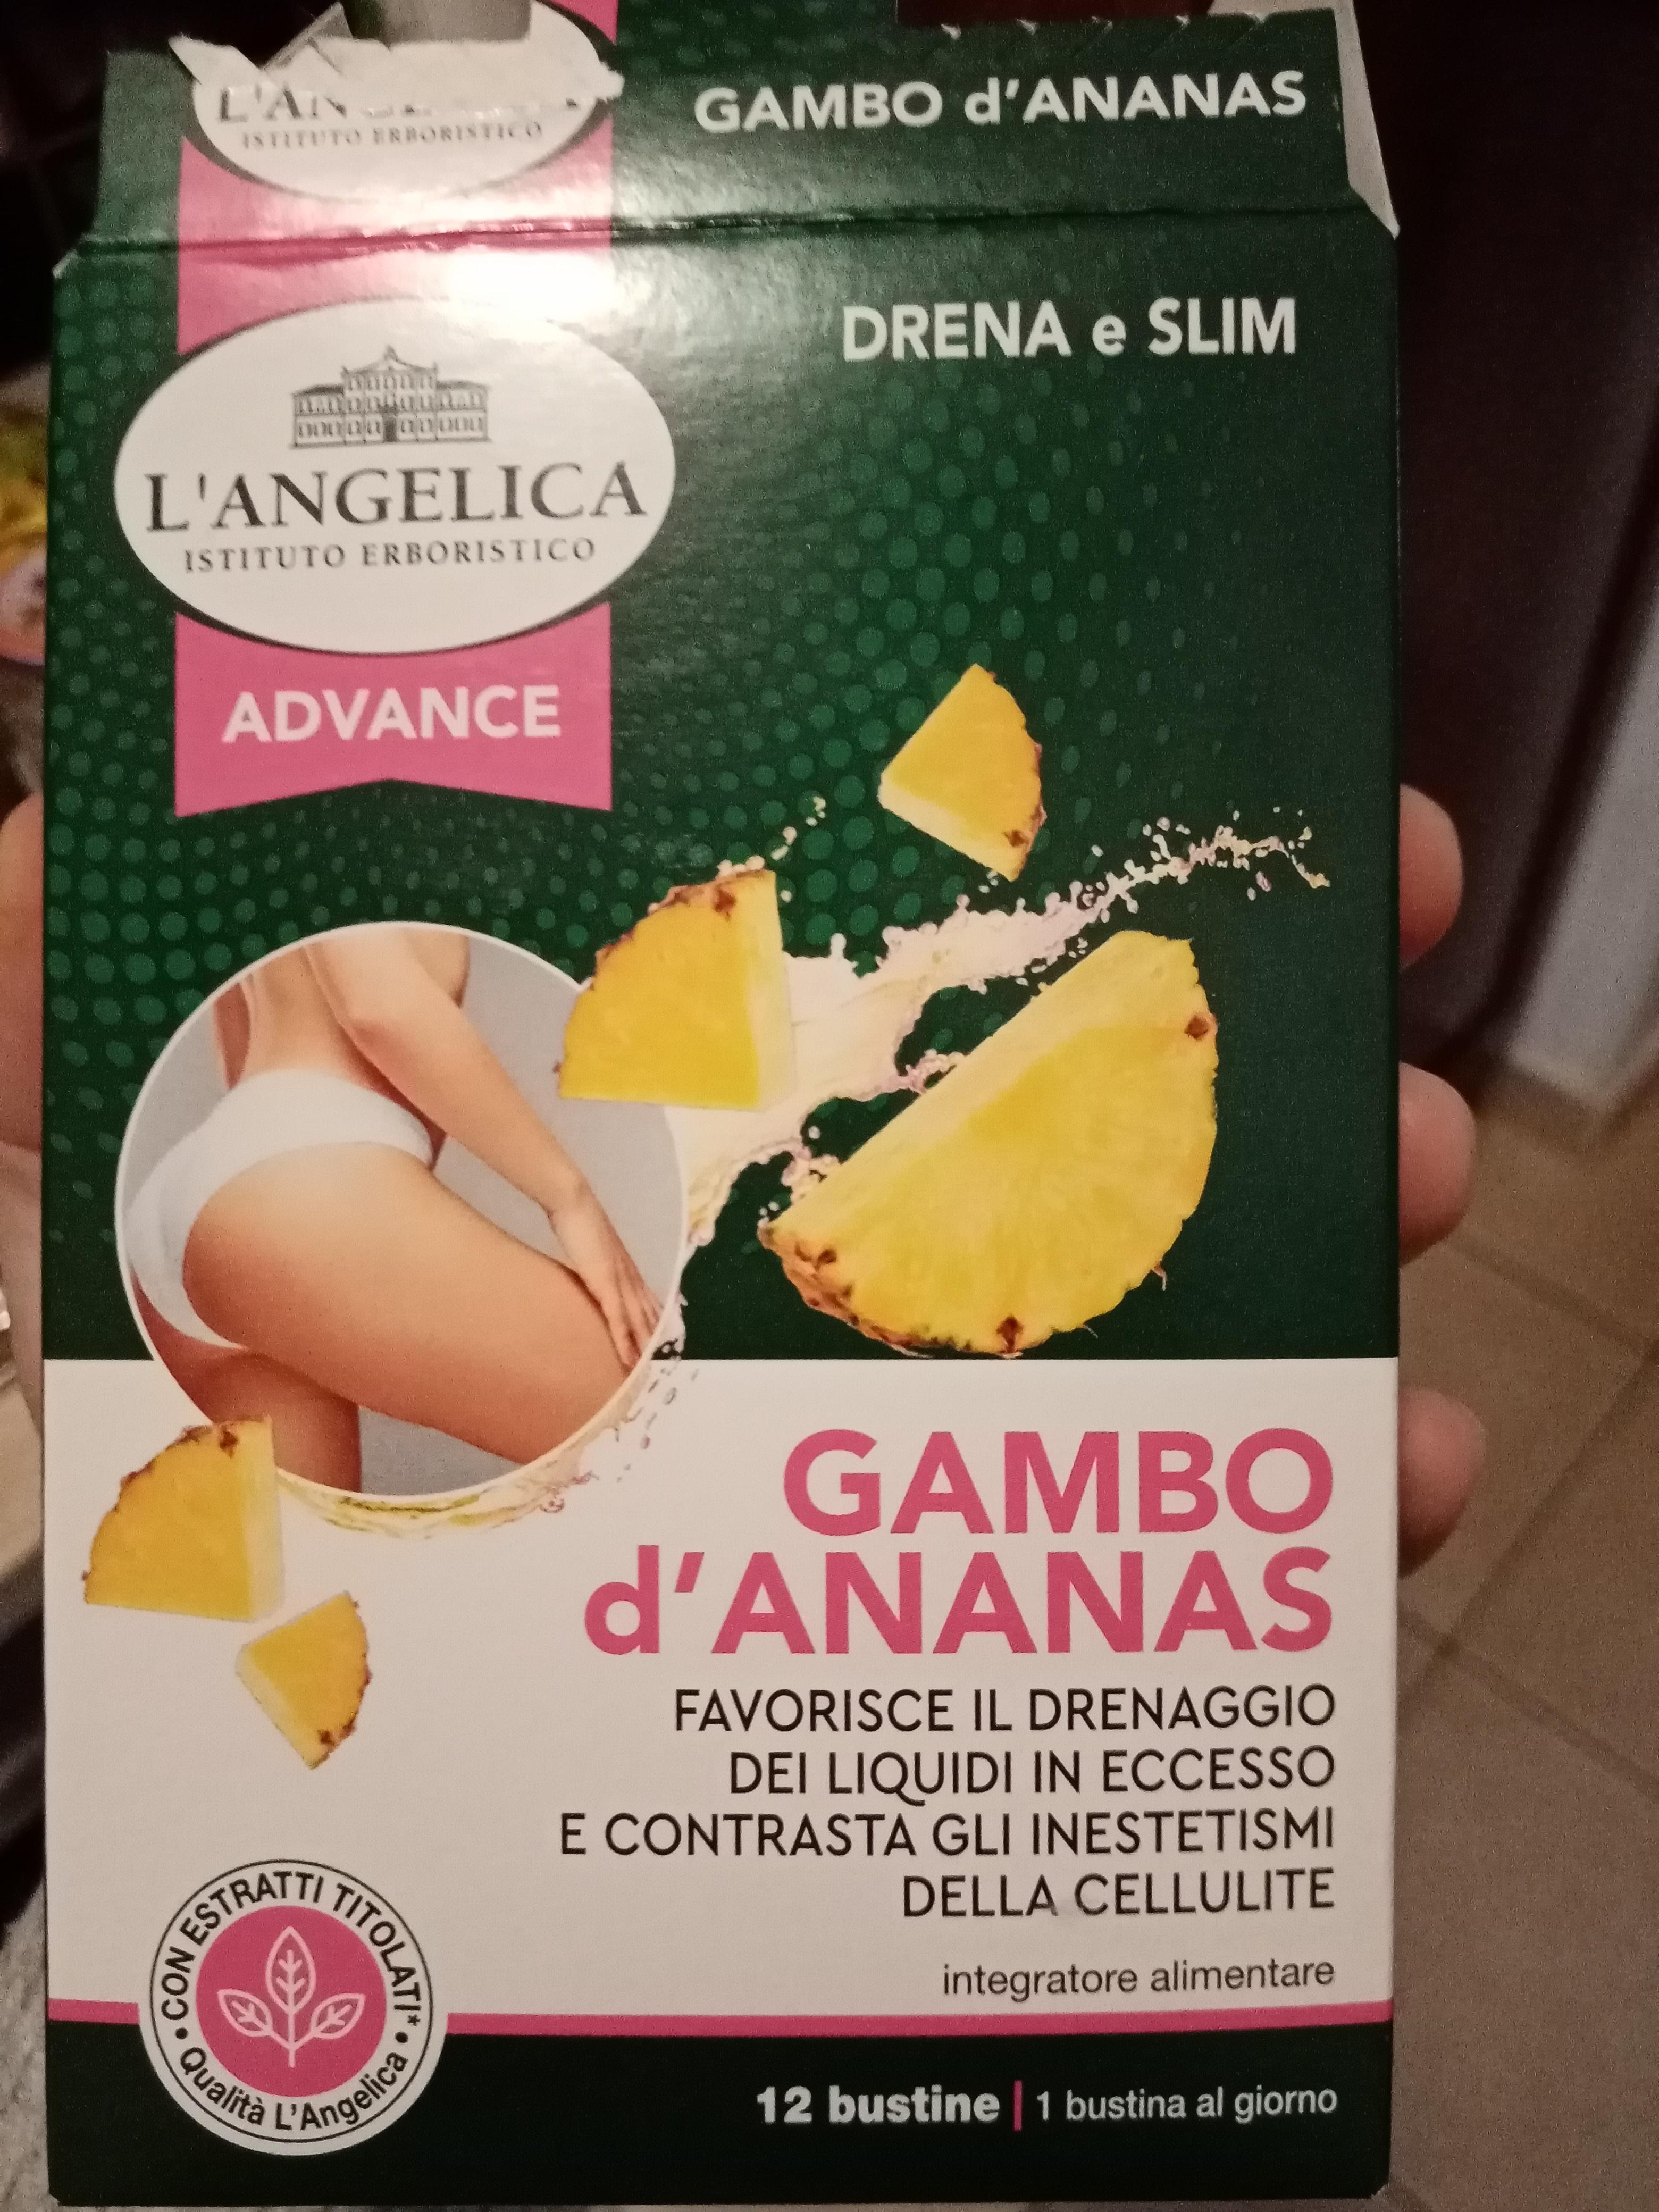 ISTITUTO ERBORISTICO
GAMBO d'ANANAS
DRENA e SLIM
L'ANGELICA
ISTITUTO ERBORISTICO
ADVANCE
GAMBO
d'ANANAS
FAVORISCE IL DRENAGGIO
DEI LIQUIDI IN ECCESSO
E CONTRASTA GLI INESTETISMI
DELLA CELLULITE
integratore alimentare
• CON ESTRATTI TITOLATI* •
Qualità L'Angelica
12 bustine | 1 bustina al giorno